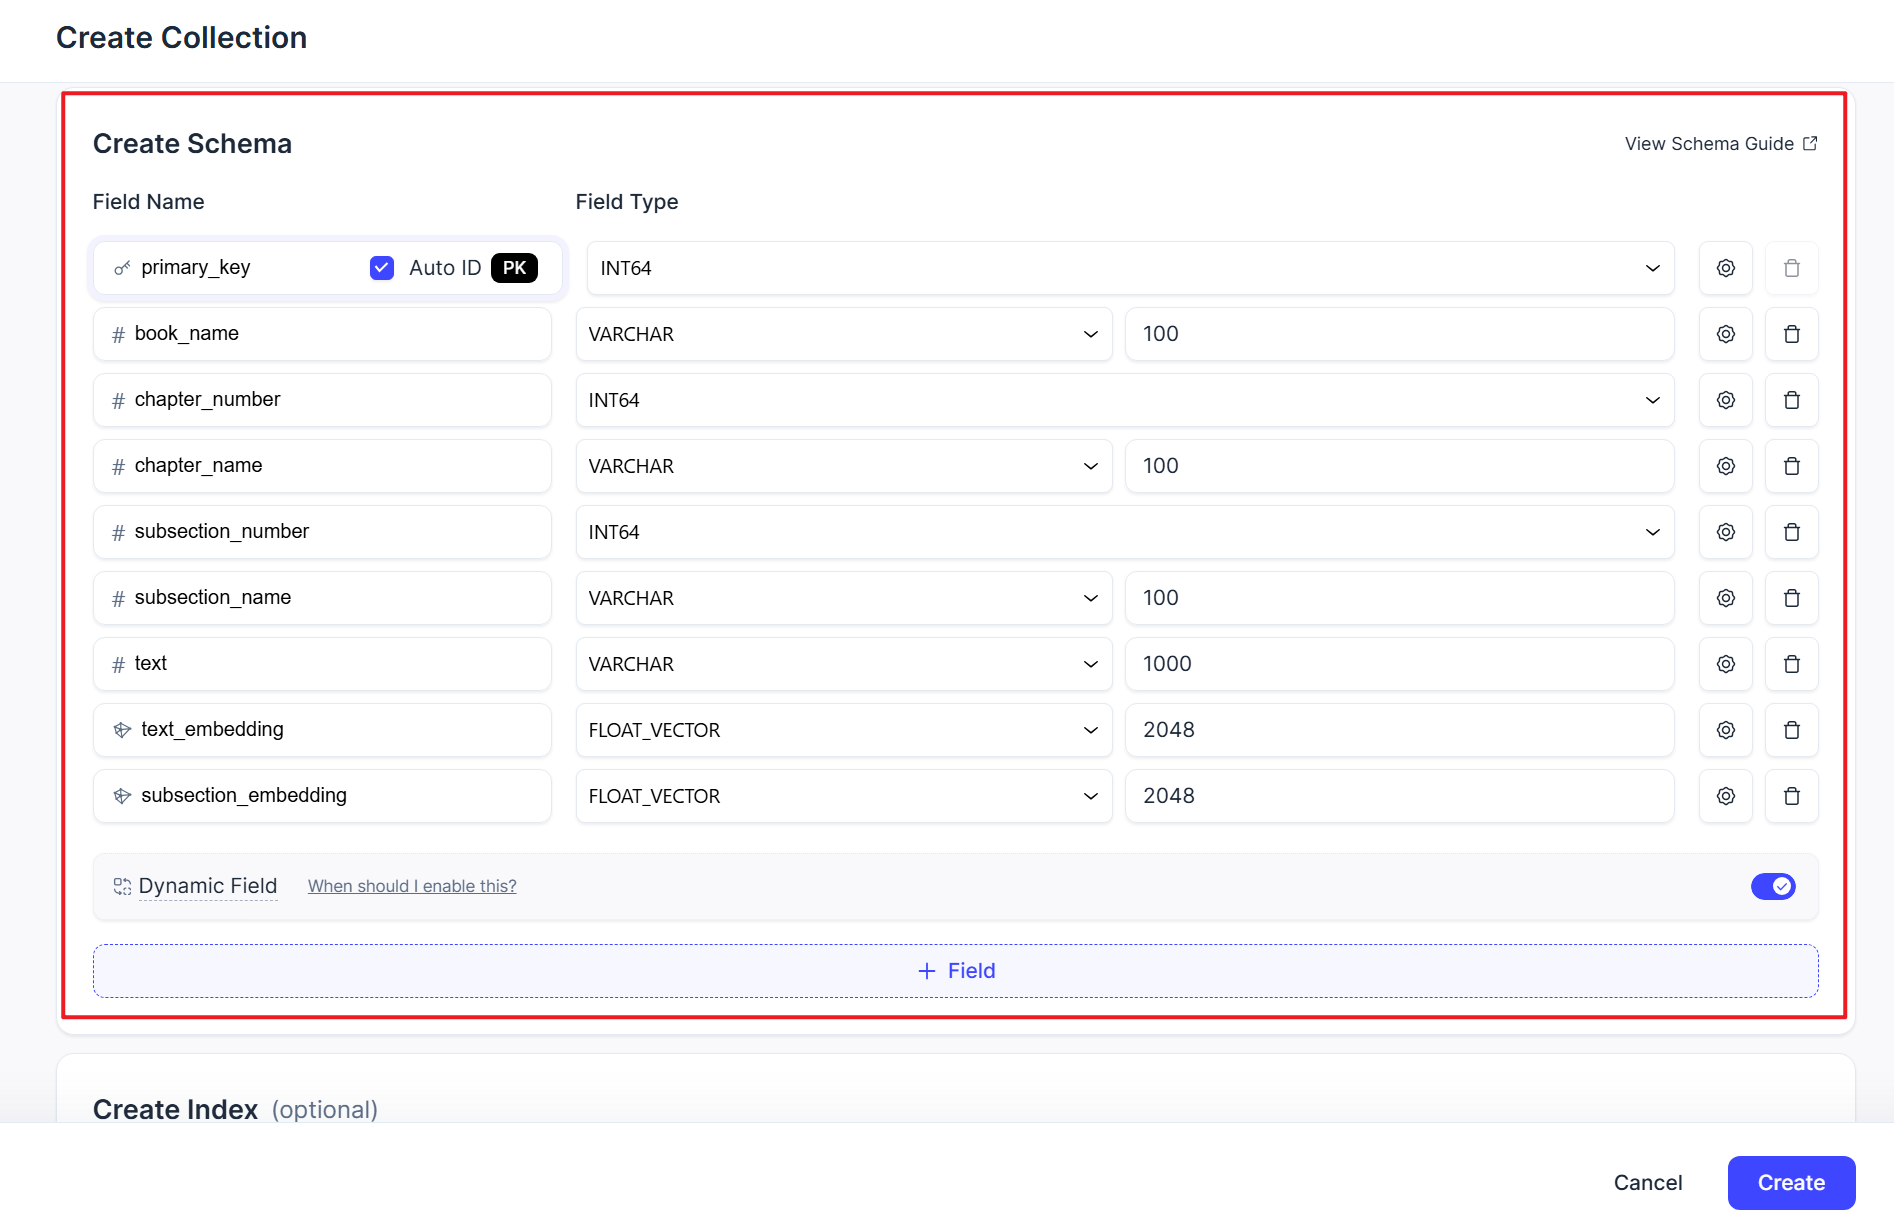 Create Collection
Create Schema
View Schema Guide
Field Name Field Type
primary_key Auto ID PK INT64
# book_name VARCHAR 100
# chapter_number INT64
# chapter_name VARCHAR 100
# subsection_number INT64
# subsection_name VARCHAR 100
# text VARCHAR 1000
text_embedding FLOAT_VECTOR 2048
subsection_embedding FLOAT_VECTOR 2048
Dynamic Field When should I enable this?
+ Field
Create Index (optional)
Cancel Create